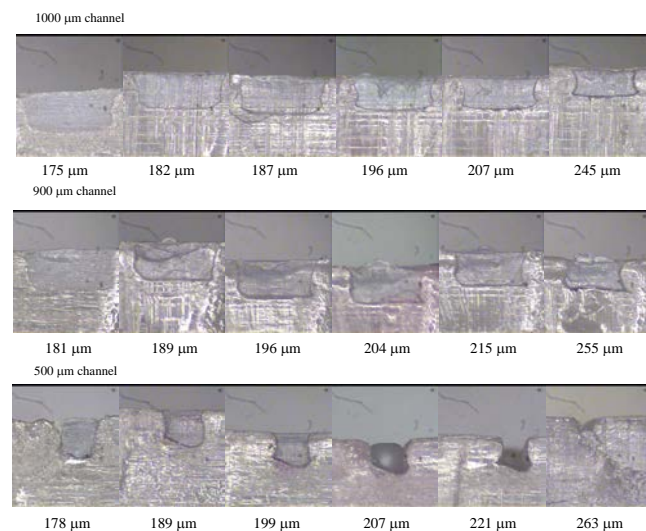 1000 µm channel
175 µm 182 µm 187 µm 196 µm 207 µm 245 µm
900 µm channel
181 µm 189 µm 196 µm 204 µm 215 µm 255 µm
500 µm channel
178 µm 189 µm 199 µm 207 µm 221 µm 263 µm